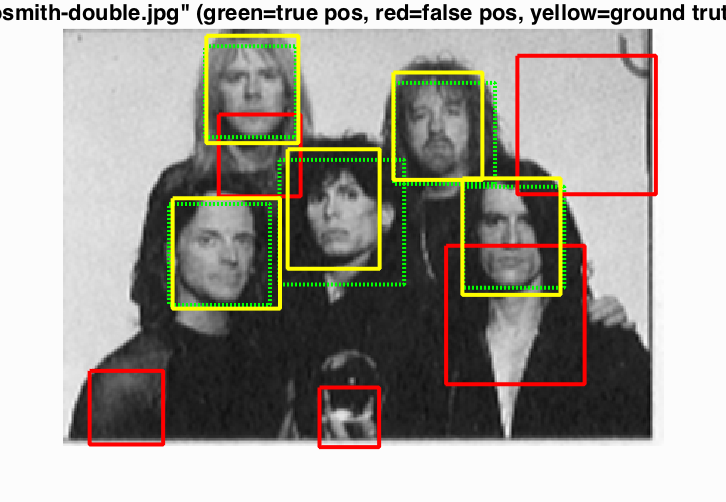 osmith-double.jpg" (green=true pos, red=false pos, yellow=ground trut